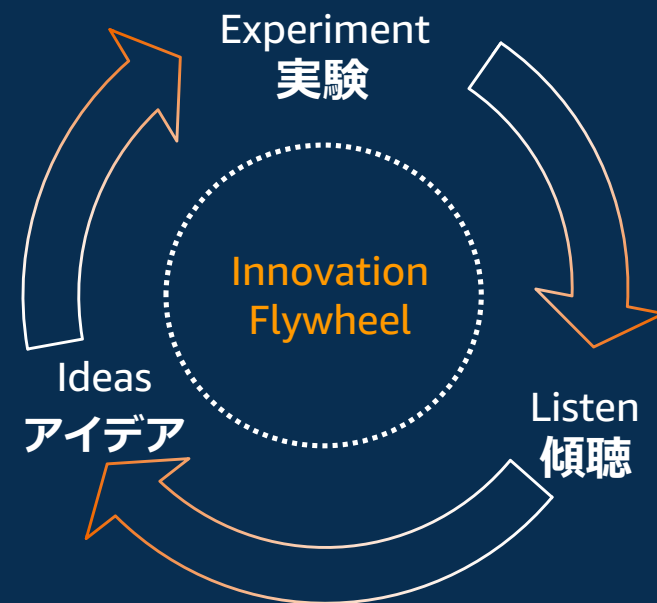 Experiment
実験
Innovation
Flywheel
Ideas
アイデア
Listen
傾聴